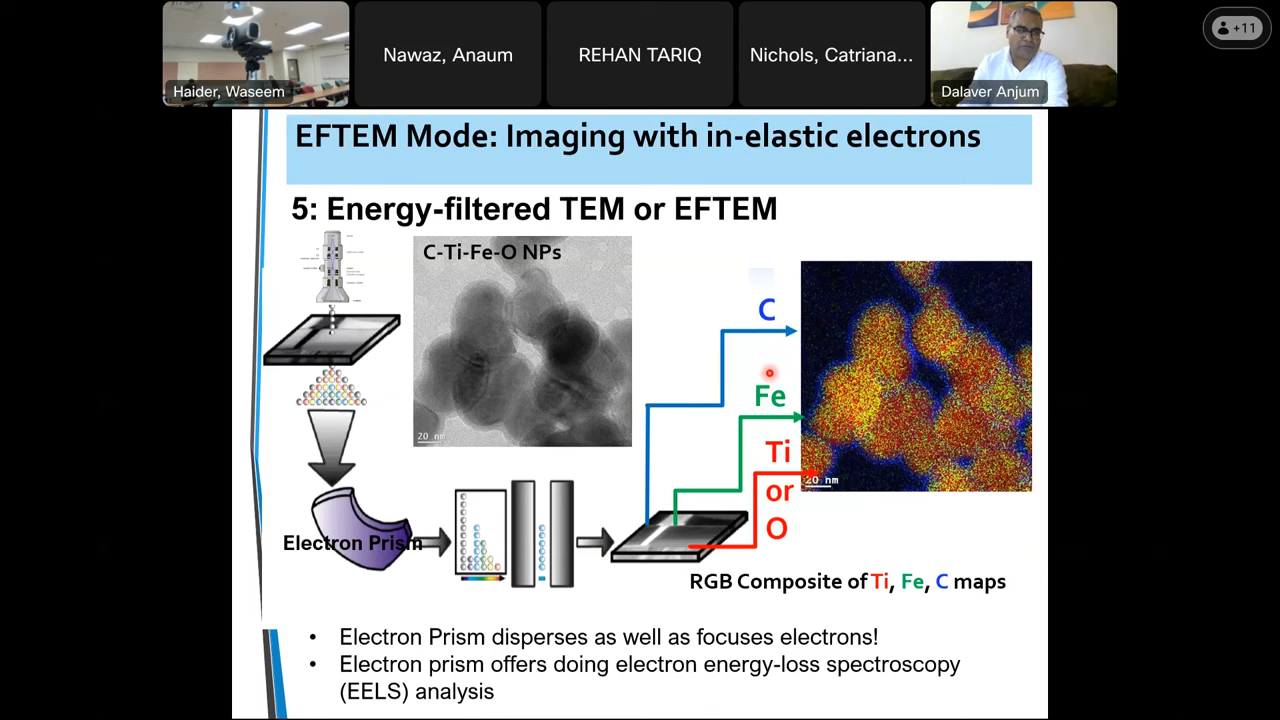 +11
Haider, Waseem
Nawaz, Anaum
REHAN TARIQ
Nichols, Catriana...
Dalaver Anjum
EFTEM Mode: Imaging with in-elastic electrons
5: Energy-filtered TEM or EFTEM
C-Ti-Fe-O NPs
20 nm
C
Fe
Ti
or
O
20 nm
Electron Prism
RGB Composite of Ti, Fe, C maps
• Electron Prism disperses as well as focuses electrons!
• Electron prism offers doing electron energy-loss spectroscopy
(EELS) analysis